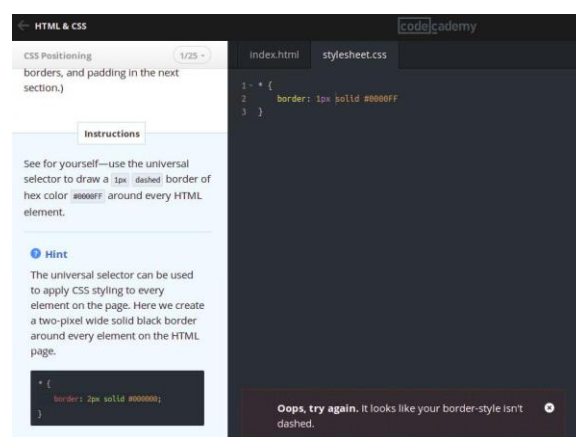 HTML & CSS
codecademy
CSS Positioning
1/25
borders, and padding in the next
section.)
Instructions
See for yourself—use the universal
selector to draw a 1px dashed border of
hex color #0000FF around every HTML
element.
Hint
The universal selector can be used
to apply CSS styling to every
element on the page. Here we create
a two-pixel wide solid black border
around every element on the HTML
page.
* {
border: 2px solid #000000;
}
index.html stylesheet.css
1 * {
2 border: 1px solid #0000FF
3 }
Oops, try again. It looks like your border-style isn't
dashed.